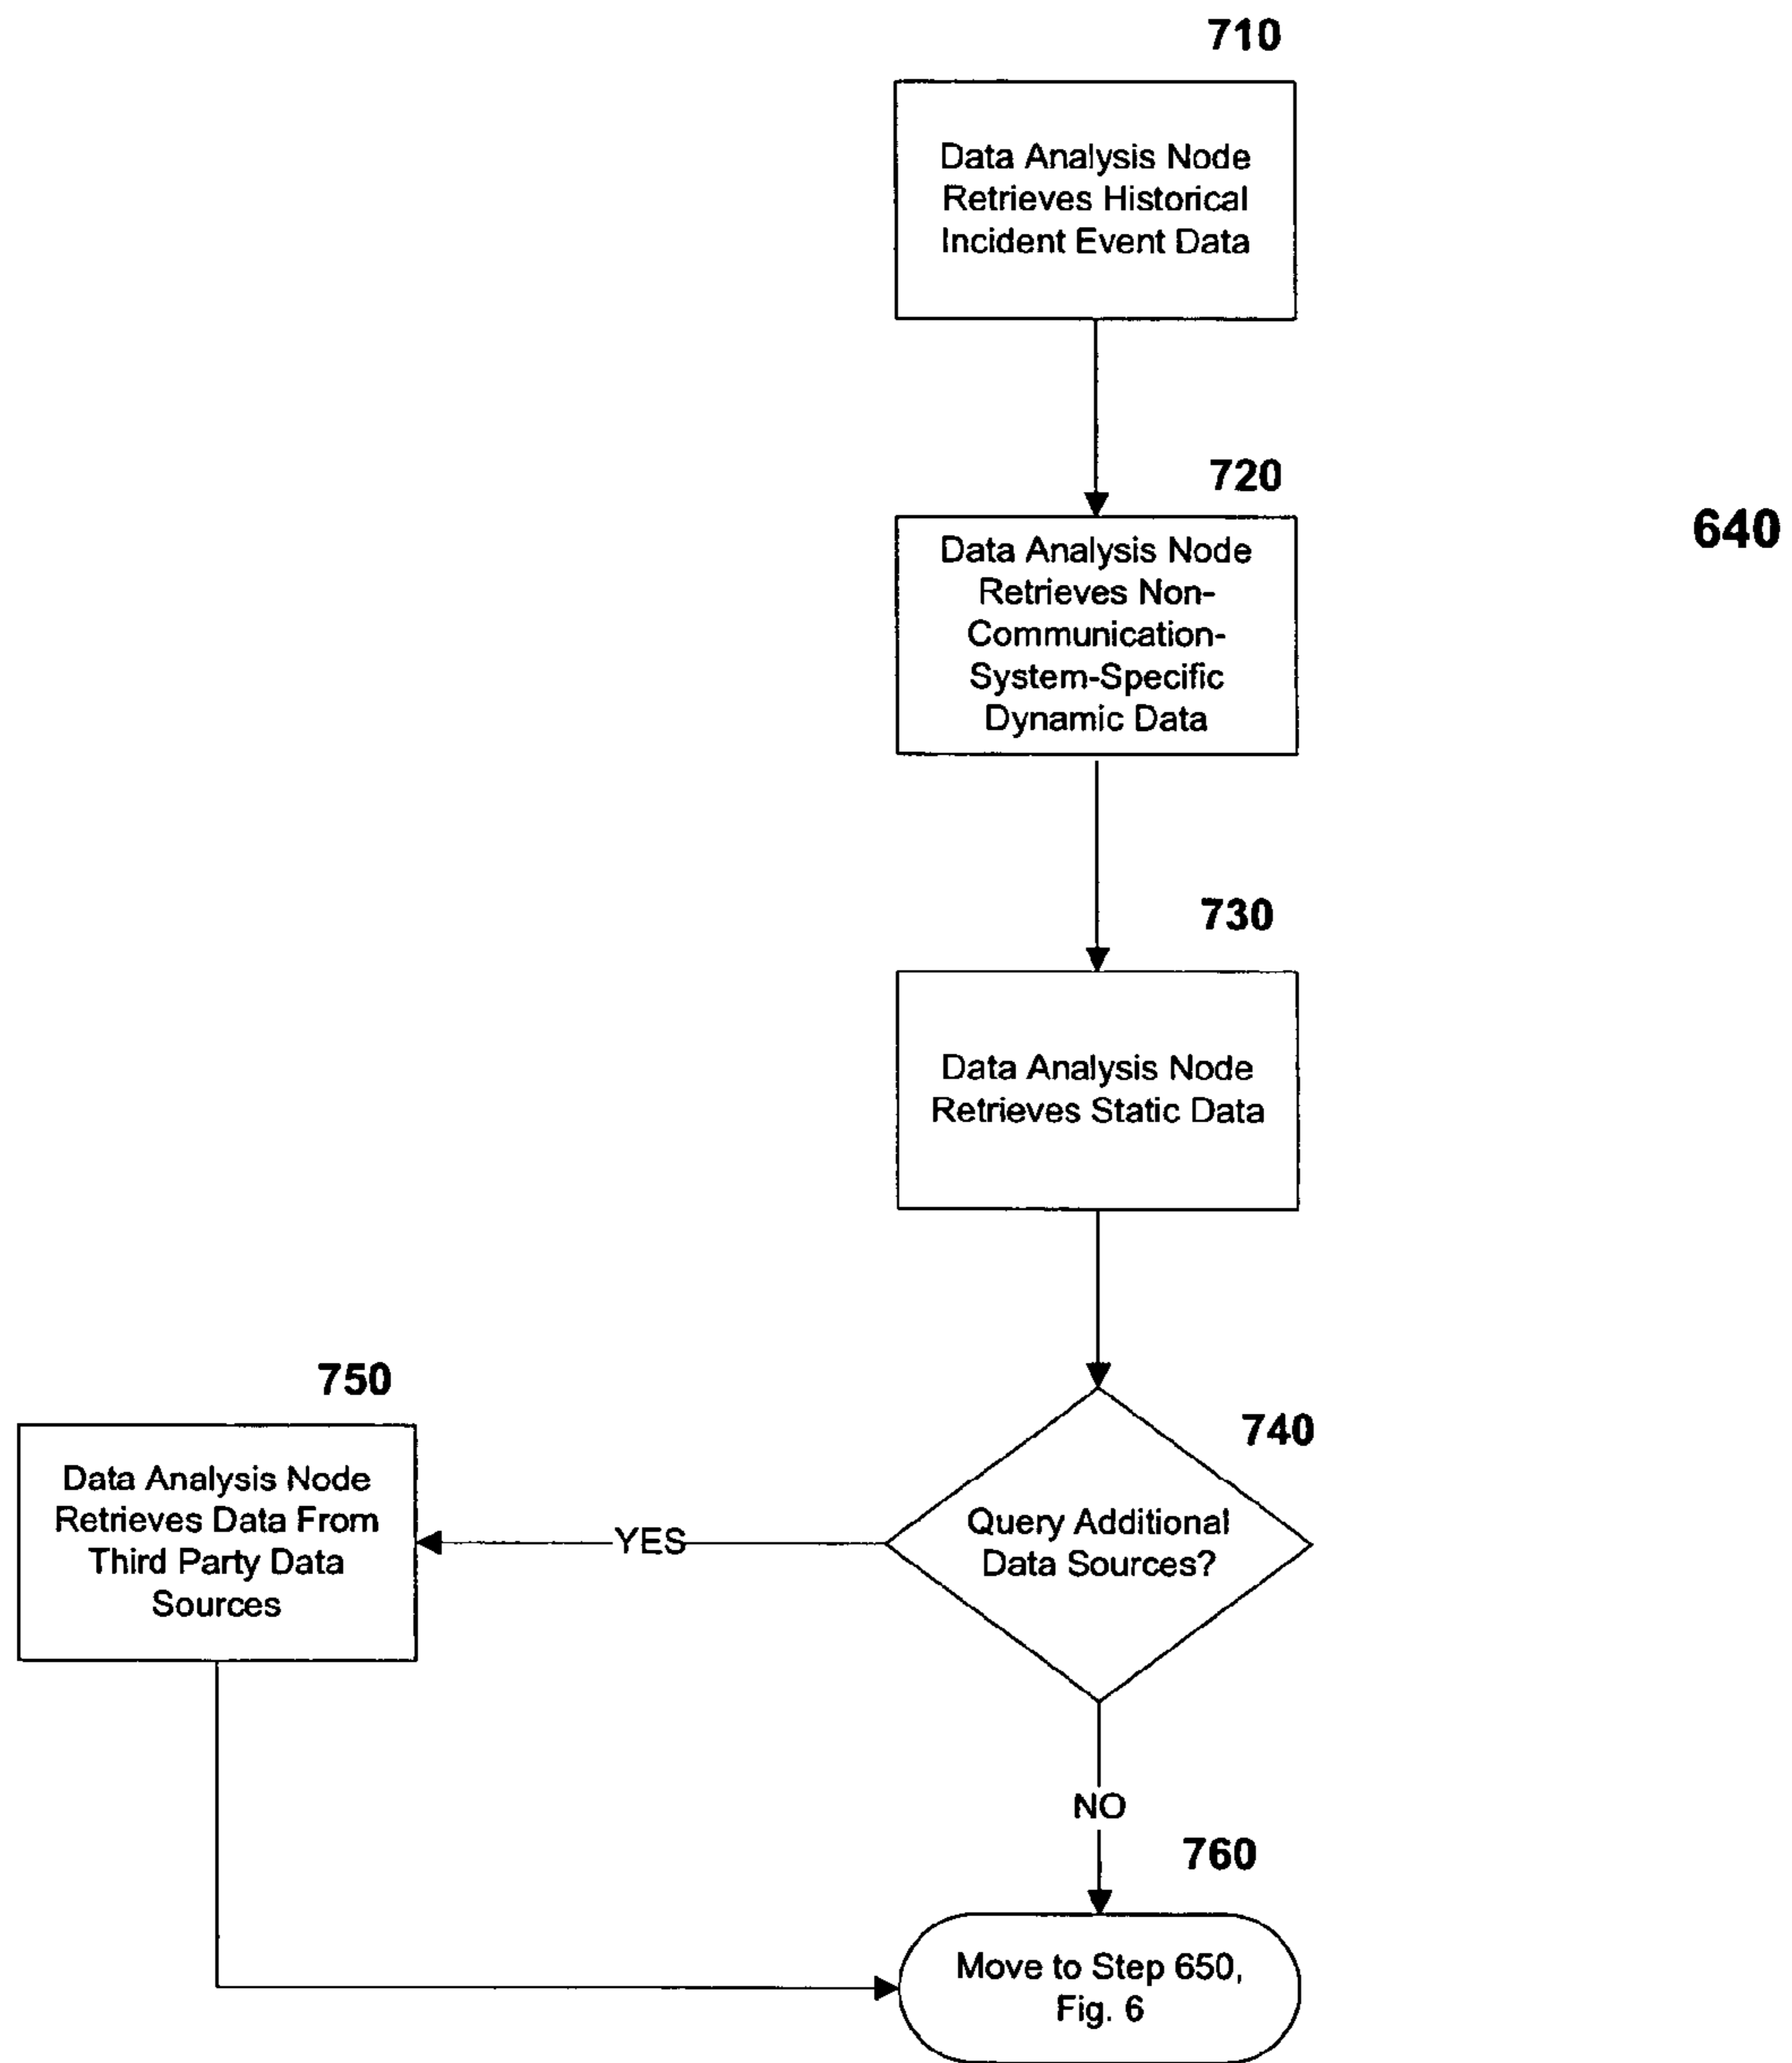 710
Data Analysis Node
Retrieves Historical
Incident Event Data
720
640
Data Analysis Node
Retrieves Non-
Communication-
System-Specific
Dynamic Data
730
Data Analysis Node
Retrieves Static Data
750
740
Data Analysis Node
Retrieves Data From
Third Party Data
Sources
YES
Query Additional
Data Sources?
NO
760
Move to Step 650,
Fig. 6